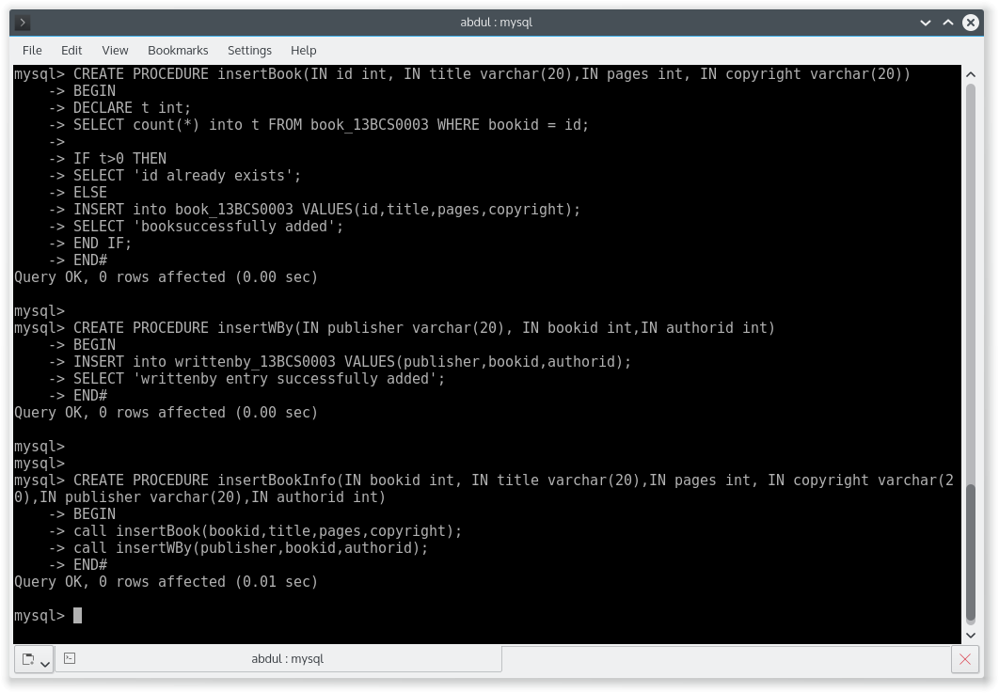 abdul : mysql
File Edit View Bookmarks Settings Help
mysql> CREATE PROCEDURE insertBook(IN id int, IN title varchar(20),IN pages int, IN copyright varchar(20))
    -> BEGIN
    -> DECLARE t int;
    -> SELECT count(*) into t FROM book_13BCS0003 WHERE bookid = id;
    ->
    -> IF t>0 THEN
    -> SELECT 'id already exists';
    -> ELSE
    -> INSERT into book_13BCS0003 VALUES(id,title,pages,copyright);
    -> SELECT 'booksuccessfully added';
    -> END IF;
    -> END#
Query OK, 0 rows affected (0.00 sec)

mysql>
mysql> CREATE PROCEDURE insertWBy(IN publisher varchar(20), IN bookid int,IN authorid int)
    -> BEGIN
    -> INSERT into writtenby_13BCS0003 VALUES(publisher,bookid,authorid);
    -> SELECT 'writtenby entry successfully added';
    -> END#
Query OK, 0 rows affected (0.00 sec)

mysql>
mysql>
mysql> CREATE PROCEDURE insertBookInfo(IN bookid int, IN title varchar(20),IN pages int, IN copyright varchar(2
0),IN publisher varchar(20),IN authorid int)
    -> BEGIN
    -> call insertBook(bookid,title,pages,copyright);
    -> call insertWBy(publisher,bookid,authorid);
    -> END#
Query OK, 0 rows affected (0.01 sec)

mysql>
abdul : mysql